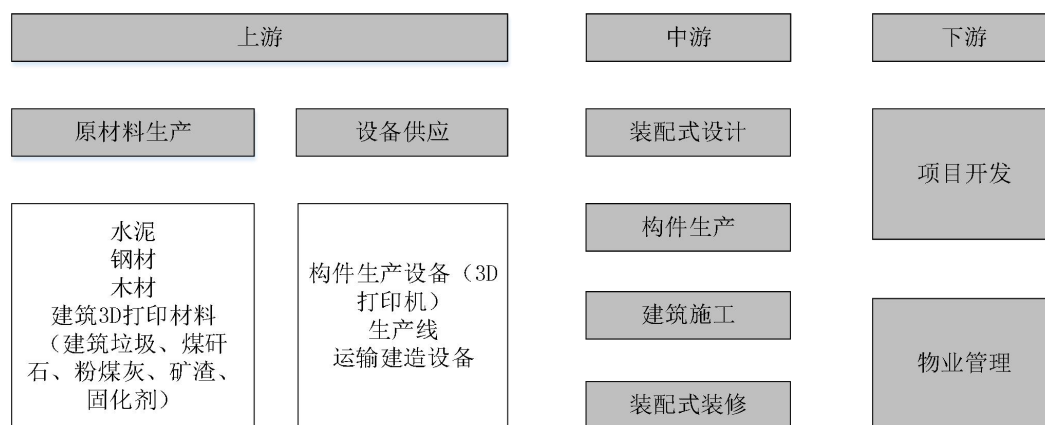 上游
中游
下游
原材料生产
设备供应
装配式设计
项目开发
水泥
钢材
木材
建筑3D打印材料
（建筑垃圾、煤矸
石、粉煤灰、矿渣、
固化剂）
构件生产设备（3D
打印机）
生产线
运输建造设备
构件生产
建筑施工
装配式装修
物业管理